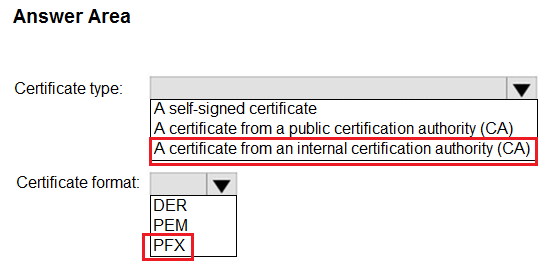 Answer Area
Certificate type:
A self-signed certificate
A certificate from a public certification authority (CA)
A certificate from an internal certification authority (CA)
Certificate format:
DER
PEM
PFX